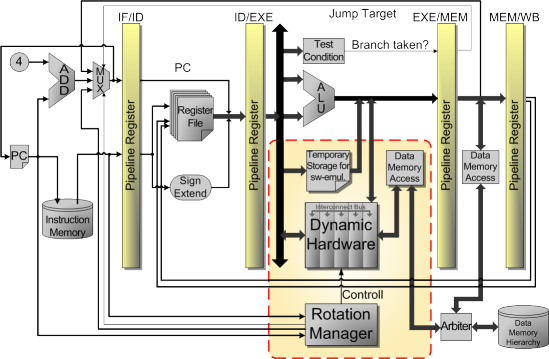 IF/ID
ID/EXE
Jump Target
EXE/MEM
MEM/WB
4
ADD
MUX
PC
Test
Condition
Branch taken?
ALU
Register
File
Pipeline Register
Pipeline Register
Pipeline Register
Pipeline Register
PC
Sign
Extend
Instruction
Memory
Temporary
Storage for
sw-emul.
Data
Memory
Access
Data
Memory
Access
Interconnect Bus
Dynamic
Hardware
Controll
Rotation
Manager
Arbiter
Data
Memory
Hierarchy